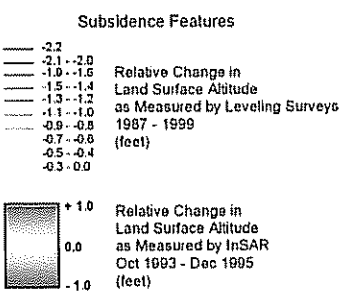 Subsidence Features
-2.2
-2.1 - -2.0
-1.9 - -1.6
-1.5 - -1.4
-1.3 - -1.2
-1.1 - -1.0
-0.9 - -0.8
-0.7 - -0.6
-0.5 - -0.4
-0.3 - 0.0
Relative Change in
Land Surface Altitude
as Measured by Leveling Surveys
1987 - 1999
(feet)
+ 1.0
0.0
- 1.0
Relative Change in
Land Surface Altitude
as Measured by InSAR
Oct 1993 - Dec 1995
(feet)